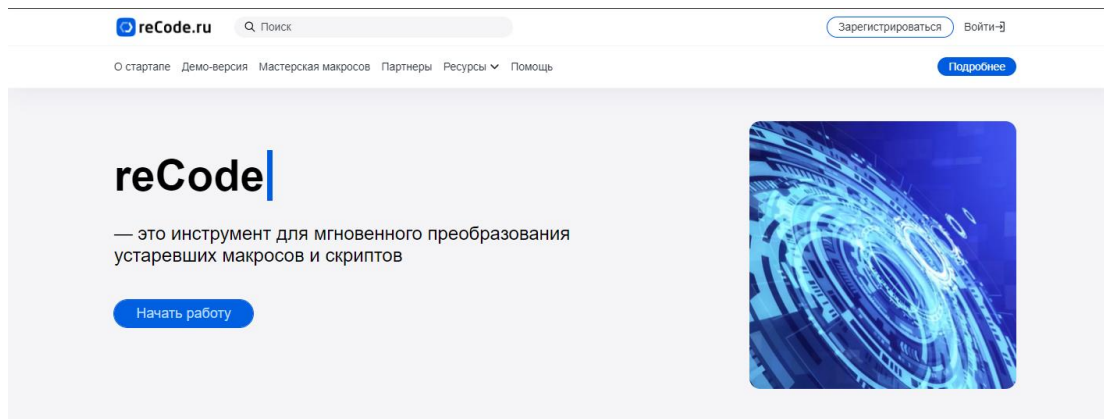 reCode.ru
Поиск
Зарегистрироваться
Войти
О стартапе Демо-версия Мастерская макросов Партнеры Ресурсы Помощь
Подробнее
reCode
— это инструмент для мгновенного преобразования
устаревших макросов и скриптов
Начать работу